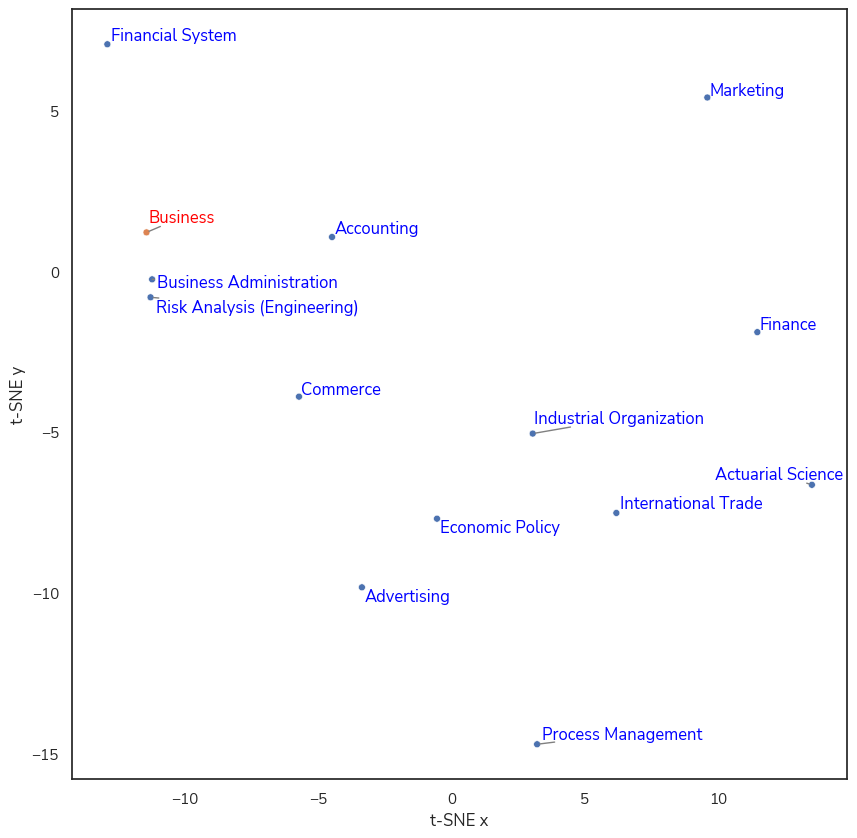 Financial System
Marketing
5
Business
Accounting
0
Business Administration
Risk Analysis (Engineering)
Finance
Commerce
Industrial Organization
−5
Actuarial Science
International Trade
Economic Policy
Advertising
−10
Process Management
−15
−10
−5
0
5
10
t-SNE x
t-SNE y